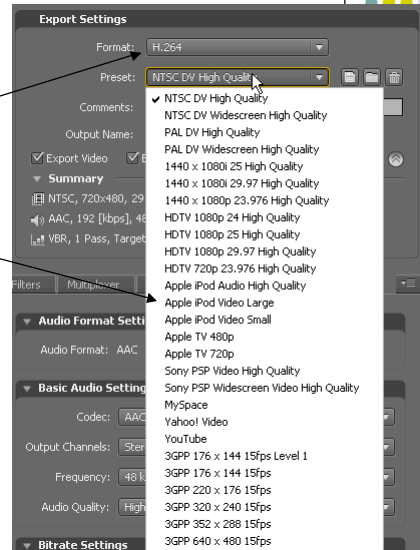 Export Settings
Format: H.264
Preset: NTSC DV High Quality
Comments:
Output Name:
Export Video
Summary
NTSC, 720x480, 29
AAC, 192 [kbps], 48
VBR, 1 Pass, Target
NTSC DV High Quality
NTSC DV Widescreen High Quality
PAL DV High Quality
PAL DV Widescreen High Quality
1440 x 1080i 25 High Quality
1440 x 1080i 29.97 High Quality
1440 x 1080p 23.976 High Quality
HDTV 1080p 24 High Quality
HDTV 1080p 25 High Quality
HDTV 1080p 29.97 High Quality
HDTV 720p 23.976 High Quality
Apple iPod Audio High Quality
Apple iPod Video Large
Apple iPod Video Small
Apple TV 480p
Apple TV 720p
Sony PSP Video High Quality
Sony PSP Widescreen Video High Quality
MySpace
Yahoo! Video
YouTube
3GPP 176 x 144 15fps Level 1
3GPP 176 x 144 15fps
3GPP 220 x 176 15fps
3GPP 320 x 240 15fps
3GPP 352 x 288 15fps
3GPP 640 x 480 15fps
Filters Multiplexer
Audio Format Setti
Audio Format: AAC
Basic Audio Setting
Codec: AAC
Output Channels: Ster
Frequency: 48 k
Audio Quality: High
Bitrate Settings